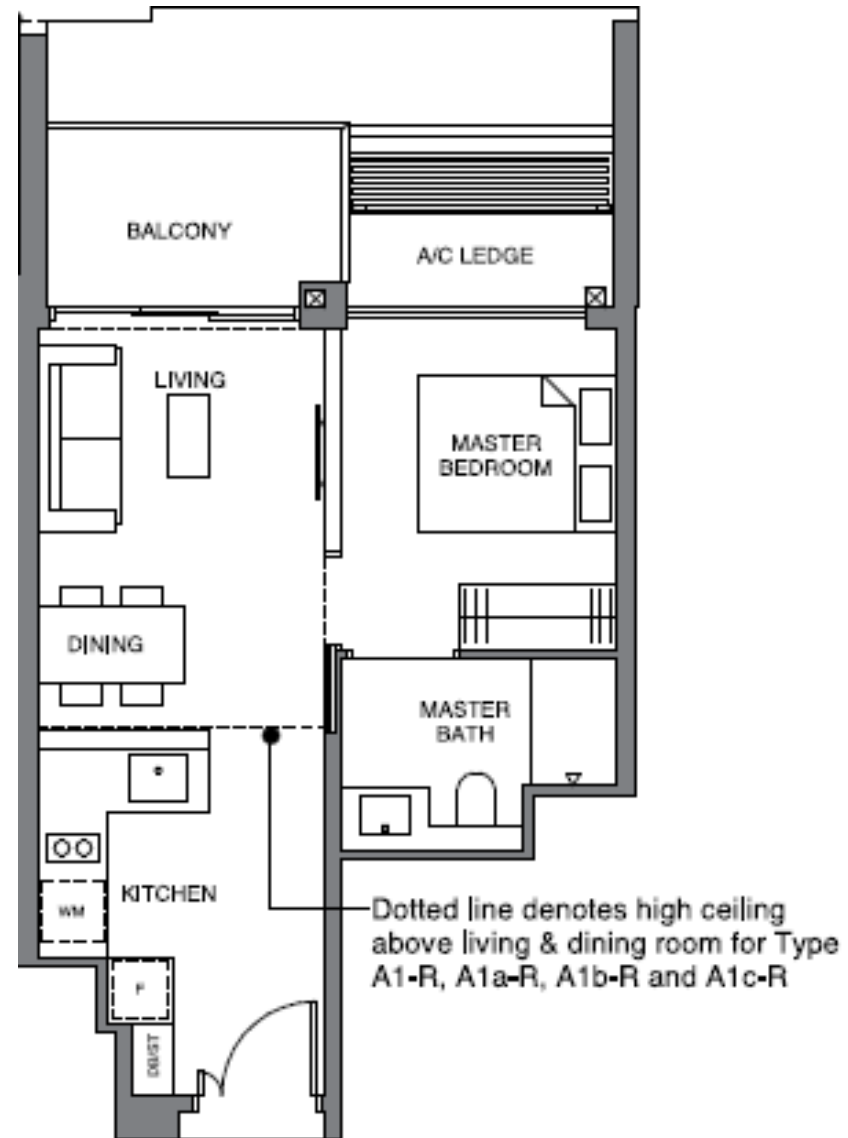 BALCONY
A/C LEDGE
LIVING
MASTER
BEDROOM
DINING
MASTER
BATH
KITCHEN
WM
F
DB/ST
Dotted line denotes high ceiling
above living & dining room for Type
A1-R, A1a-R, A1b-R and A1c-R